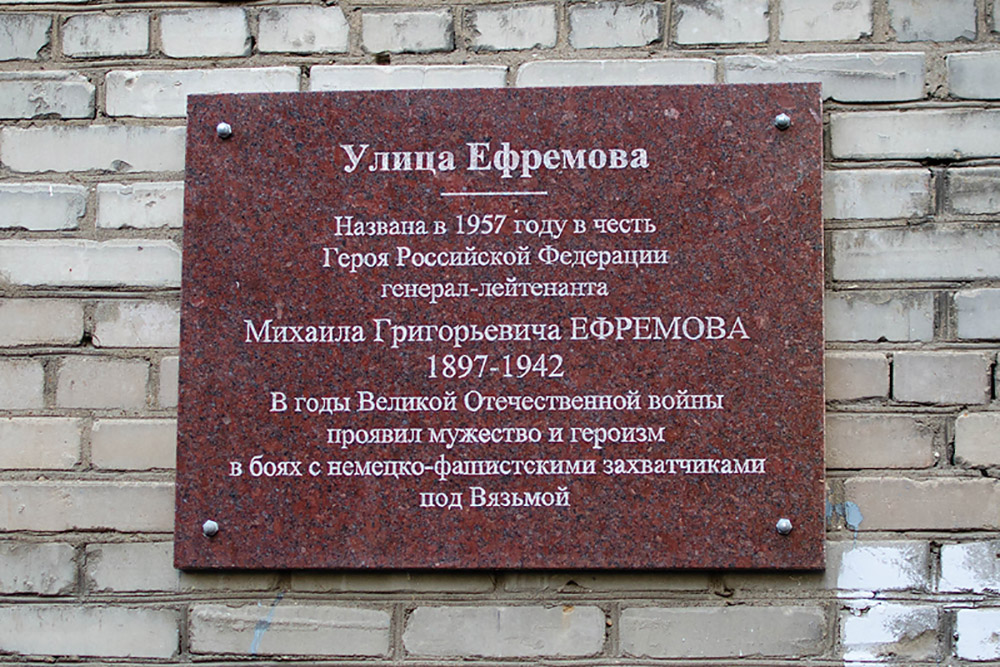 Улица Ефремова
Названа в 1957 году в честь
Героя Российской Федерации
генерал-лейтенанта
Михаила Григорьевича ЕФРЕМОВА
1897-1942
В годы Великой Отечественной войны
проявил мужество и героизм
в боях с немецко-фашистскими захватчиками
под Вязьмой